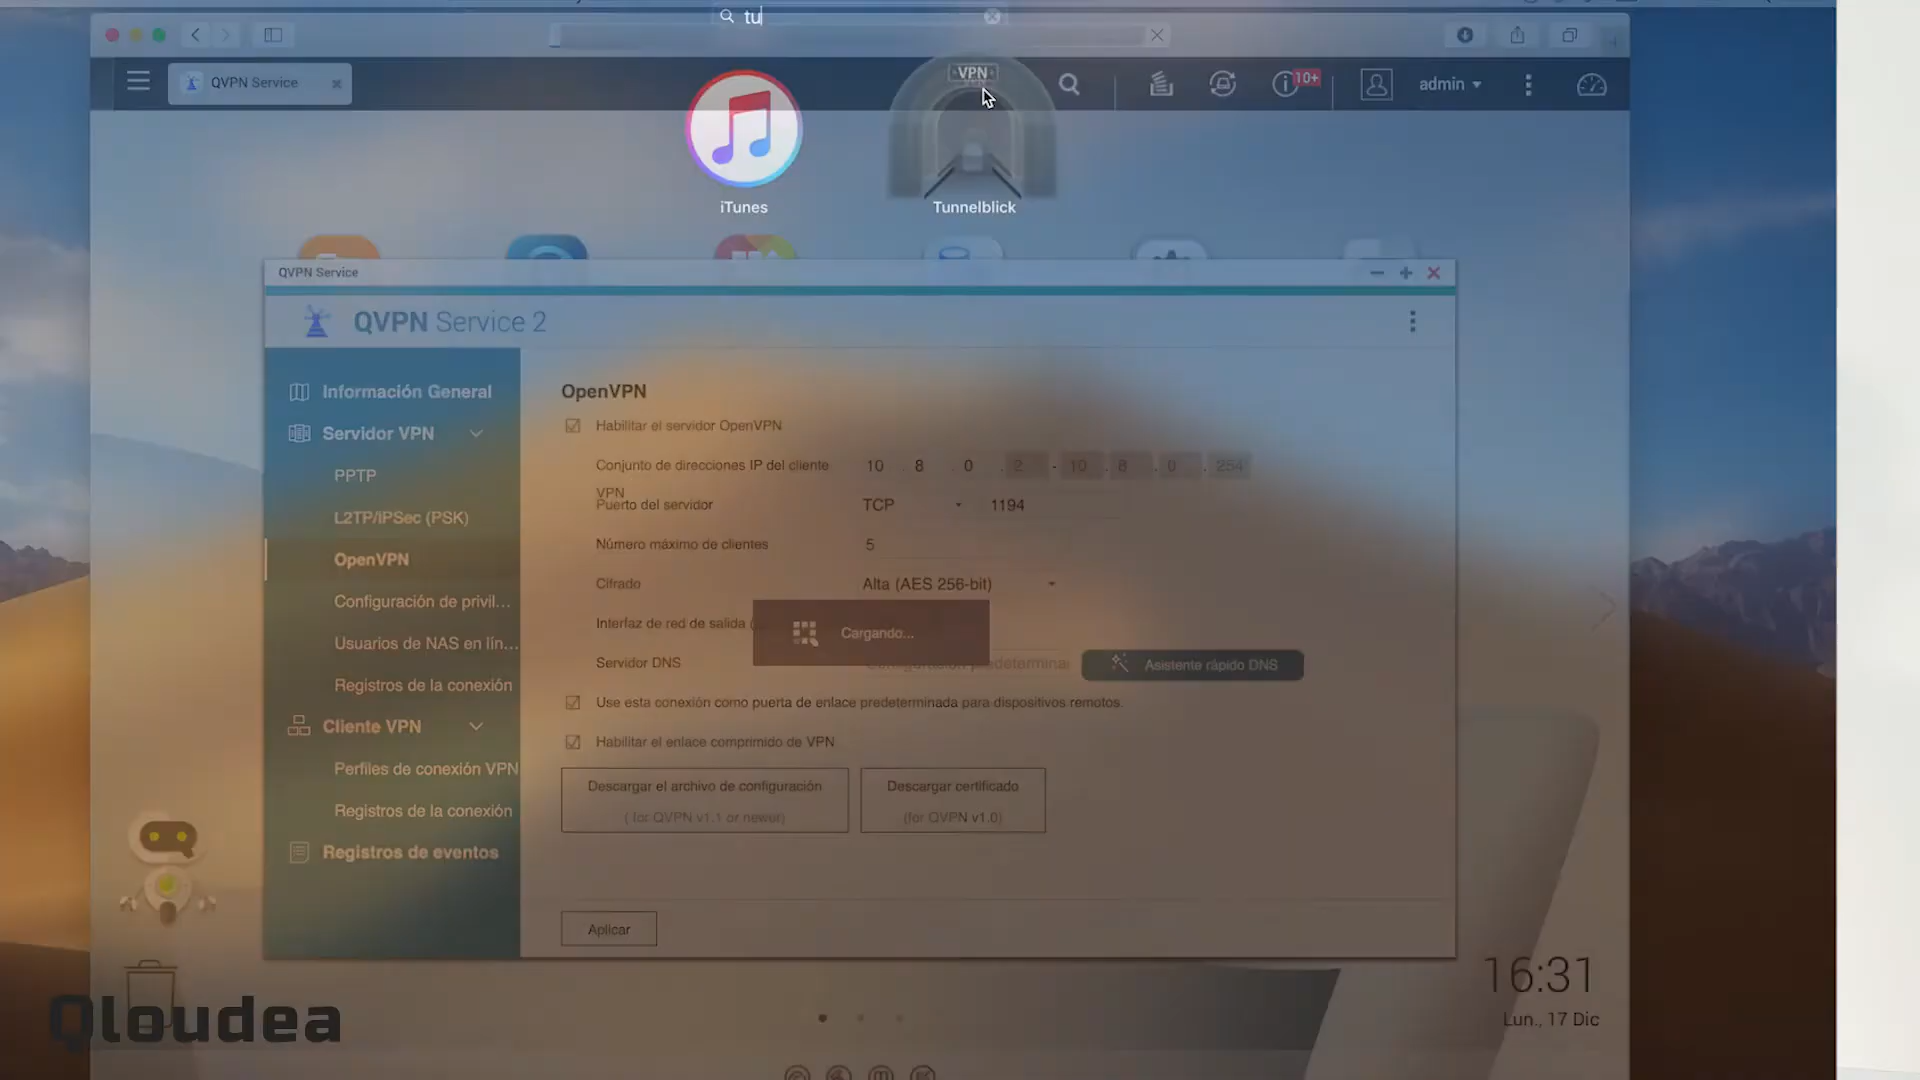 tu
QVPN Service
VPN
10+
admin
iTunes
Tunnelblick
QVPN Service
QVPN Service 2
Información General
Servidor VPN
PPTP
L2TP/IPSec (PSK)
OpenVPN
Configuración de privil...
Usuarios de NAS en lín...
Registros de la conexión
Cliente VPN
Perfiles de conexión VPN
Registros de la conexión
Registros de eventos
OpenVPN
Habilitar el servidor OpenVPN
Conjunto de direcciones IP del cliente VPN
10 . 8 . 0 . 2 - 10 . 8 . 0 . 254
Puerto del servidor
TCP 1194
Número máximo de clientes
5
Cifrado
Alta (AES 256-bit)
Interfaz de red de salida (
Cargando...
Servidor DNS
Asistente rápido DNS
Use esta conexión como puerta de enlace predeterminada para dispositivos remotos.
Habilitar el enlace comprimido de VPN
Descargar el archivo de configuración
( for QVPN v1.1 or newer)
Descargar certificado
(for QVPN v1.0)
Aplicar
16:31
Lun., 17 Dic
Qloudea